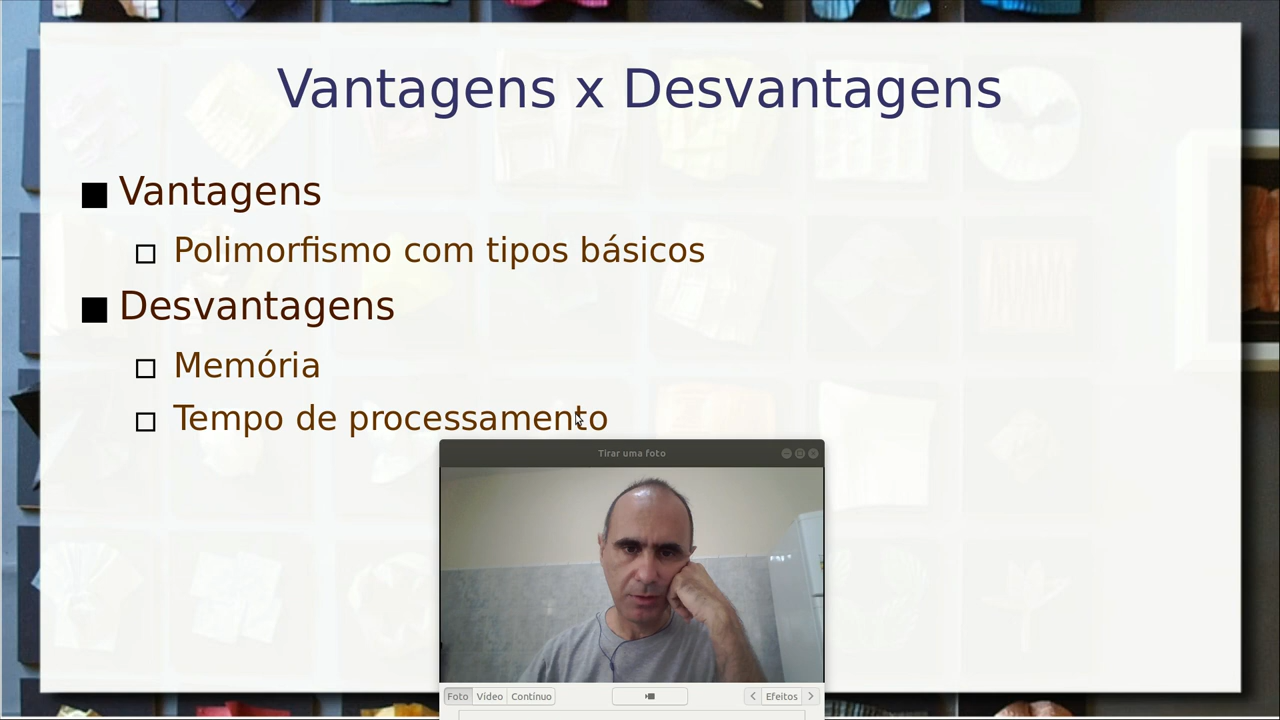 Vantagens x Desvantagens
Vantagens
Polimorfismo com tipos básicos
Desvantagens
Memória
Tempo de processamento
Tirar uma foto
Foto Vídeo Contínuo Efeitos